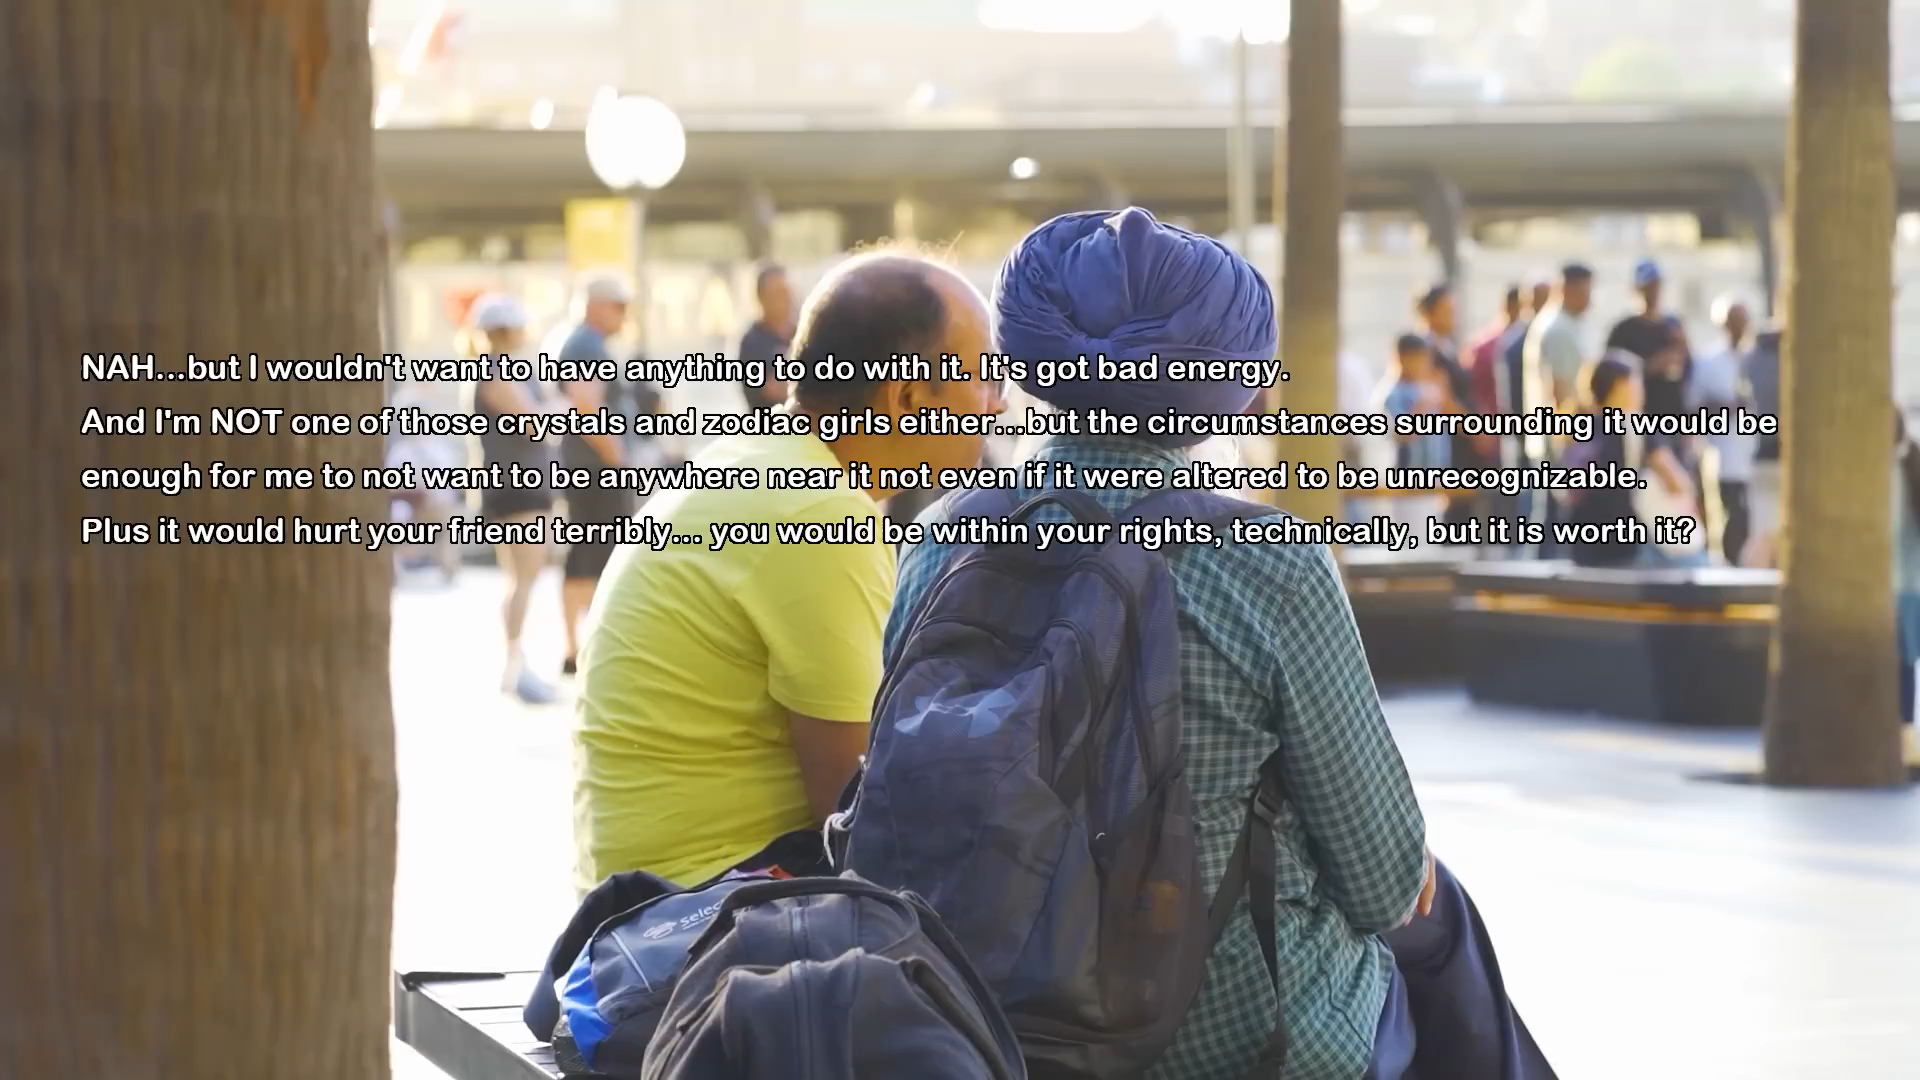 NAH...but I wouldn't want to have anything to do with it. It's got bad energy.
And I'm NOT one of those crystals and zodiac girls either...but the circumstances surrounding it would be
enough for me to not want to be anywhere near it not even if it were altered to be unrecognizable.
Plus it would hurt your friend terribly... you would be within your rights, technically, but it is worth it?
selec